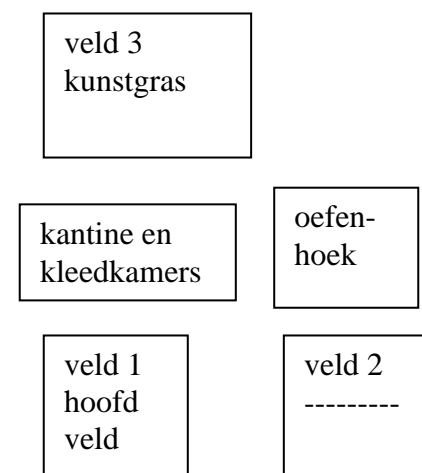 veld 3
kunstgras
kantine en
kleedkamers
oefen-
hoek
veld 1
hoofd
veld
veld 2
---------